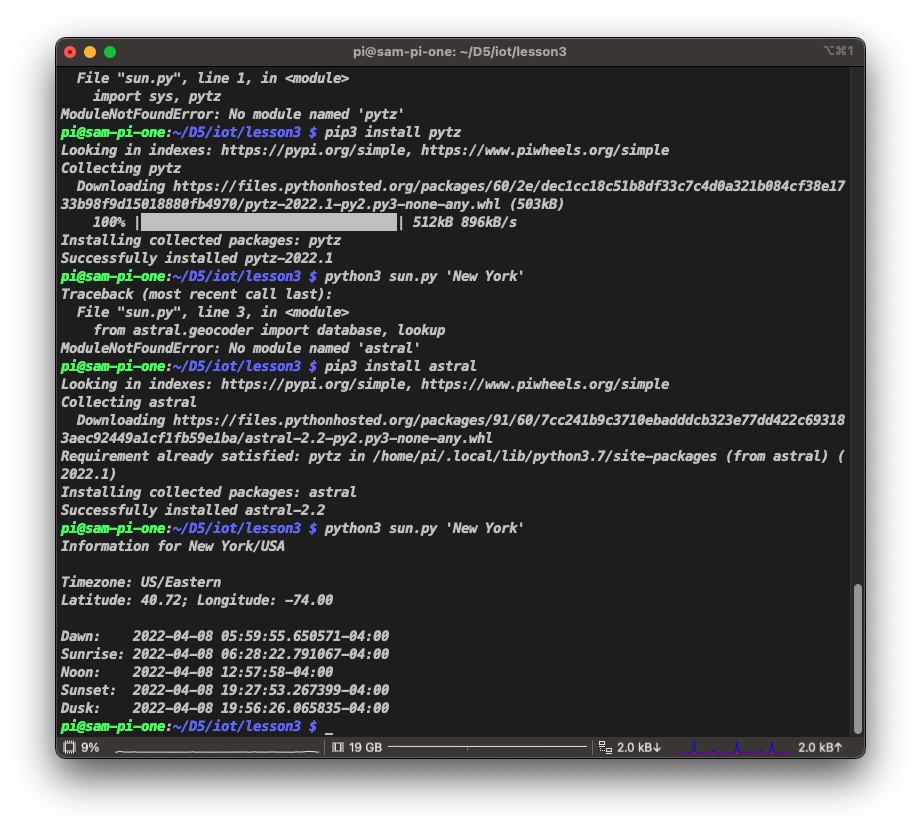 pi@sam-pi-one: ~/D5/iot/lesson3
⌥⌘1
File "sun.py", line 1, in <module>
import sys, pytz
ModuleNotFoundError: No module named 'pytz'
pi@sam-pi-one:~/D5/iot/lesson3 $ pip3 install pytz
Looking in indexes: https://pypi.org/simple, https://www.piwheels.org/simple
Collecting pytz
Downloading https://files.pythonhosted.org/packages/60/2e/dec1cc18c51b8df33c7c4d0a321b084cf38e17
33b98f9d15018880fb4970/pytz-2022.1-py2.py3-none-any.whl (503kB)
100% |████████████████████████████████| 512kB 896kB/s
Installing collected packages: pytz
Successfully installed pytz-2022.1
pi@sam-pi-one:~/D5/iot/lesson3 $ python3 sun.py 'New York'
Traceback (most recent call last):
File "sun.py", line 3, in <module>
from astral.geocoder import database, lookup
ModuleNotFoundError: No module named 'astral'
pi@sam-pi-one:~/D5/iot/lesson3 $ pip3 install astral
Looking in indexes: https://pypi.org/simple, https://www.piwheels.org/simple
Collecting astral
Downloading https://files.pythonhosted.org/packages/91/60/7cc241b9c3710ebadddcb323e77dd422c69318
3aec92449a1cf1fb59e1ba/astral-2.2-py2.py3-none-any.whl
Requirement already satisfied: pytz in /home/pi/.local/lib/python3.7/site-packages (from astral) (
2022.1)
Installing collected packages: astral
Successfully installed astral-2.2
pi@sam-pi-one:~/D5/iot/lesson3 $ python3 sun.py 'New York'
Information for New York/USA
Timezone: US/Eastern
Latitude: 40.72; Longitude: -74.00
Dawn:    2022-04-08 05:59:55.650571-04:00
Sunrise: 2022-04-08 06:28:22.791067-04:00
Noon:    2022-04-08 12:57:58-04:00
Sunset:  2022-04-08 19:27:53.267399-04:00
Dusk:    2022-04-08 19:56:26.065835-04:00
pi@sam-pi-one:~/D5/iot/lesson3 $ _
9% 19 GB 2.0 kB↓ 2.0 kB↑